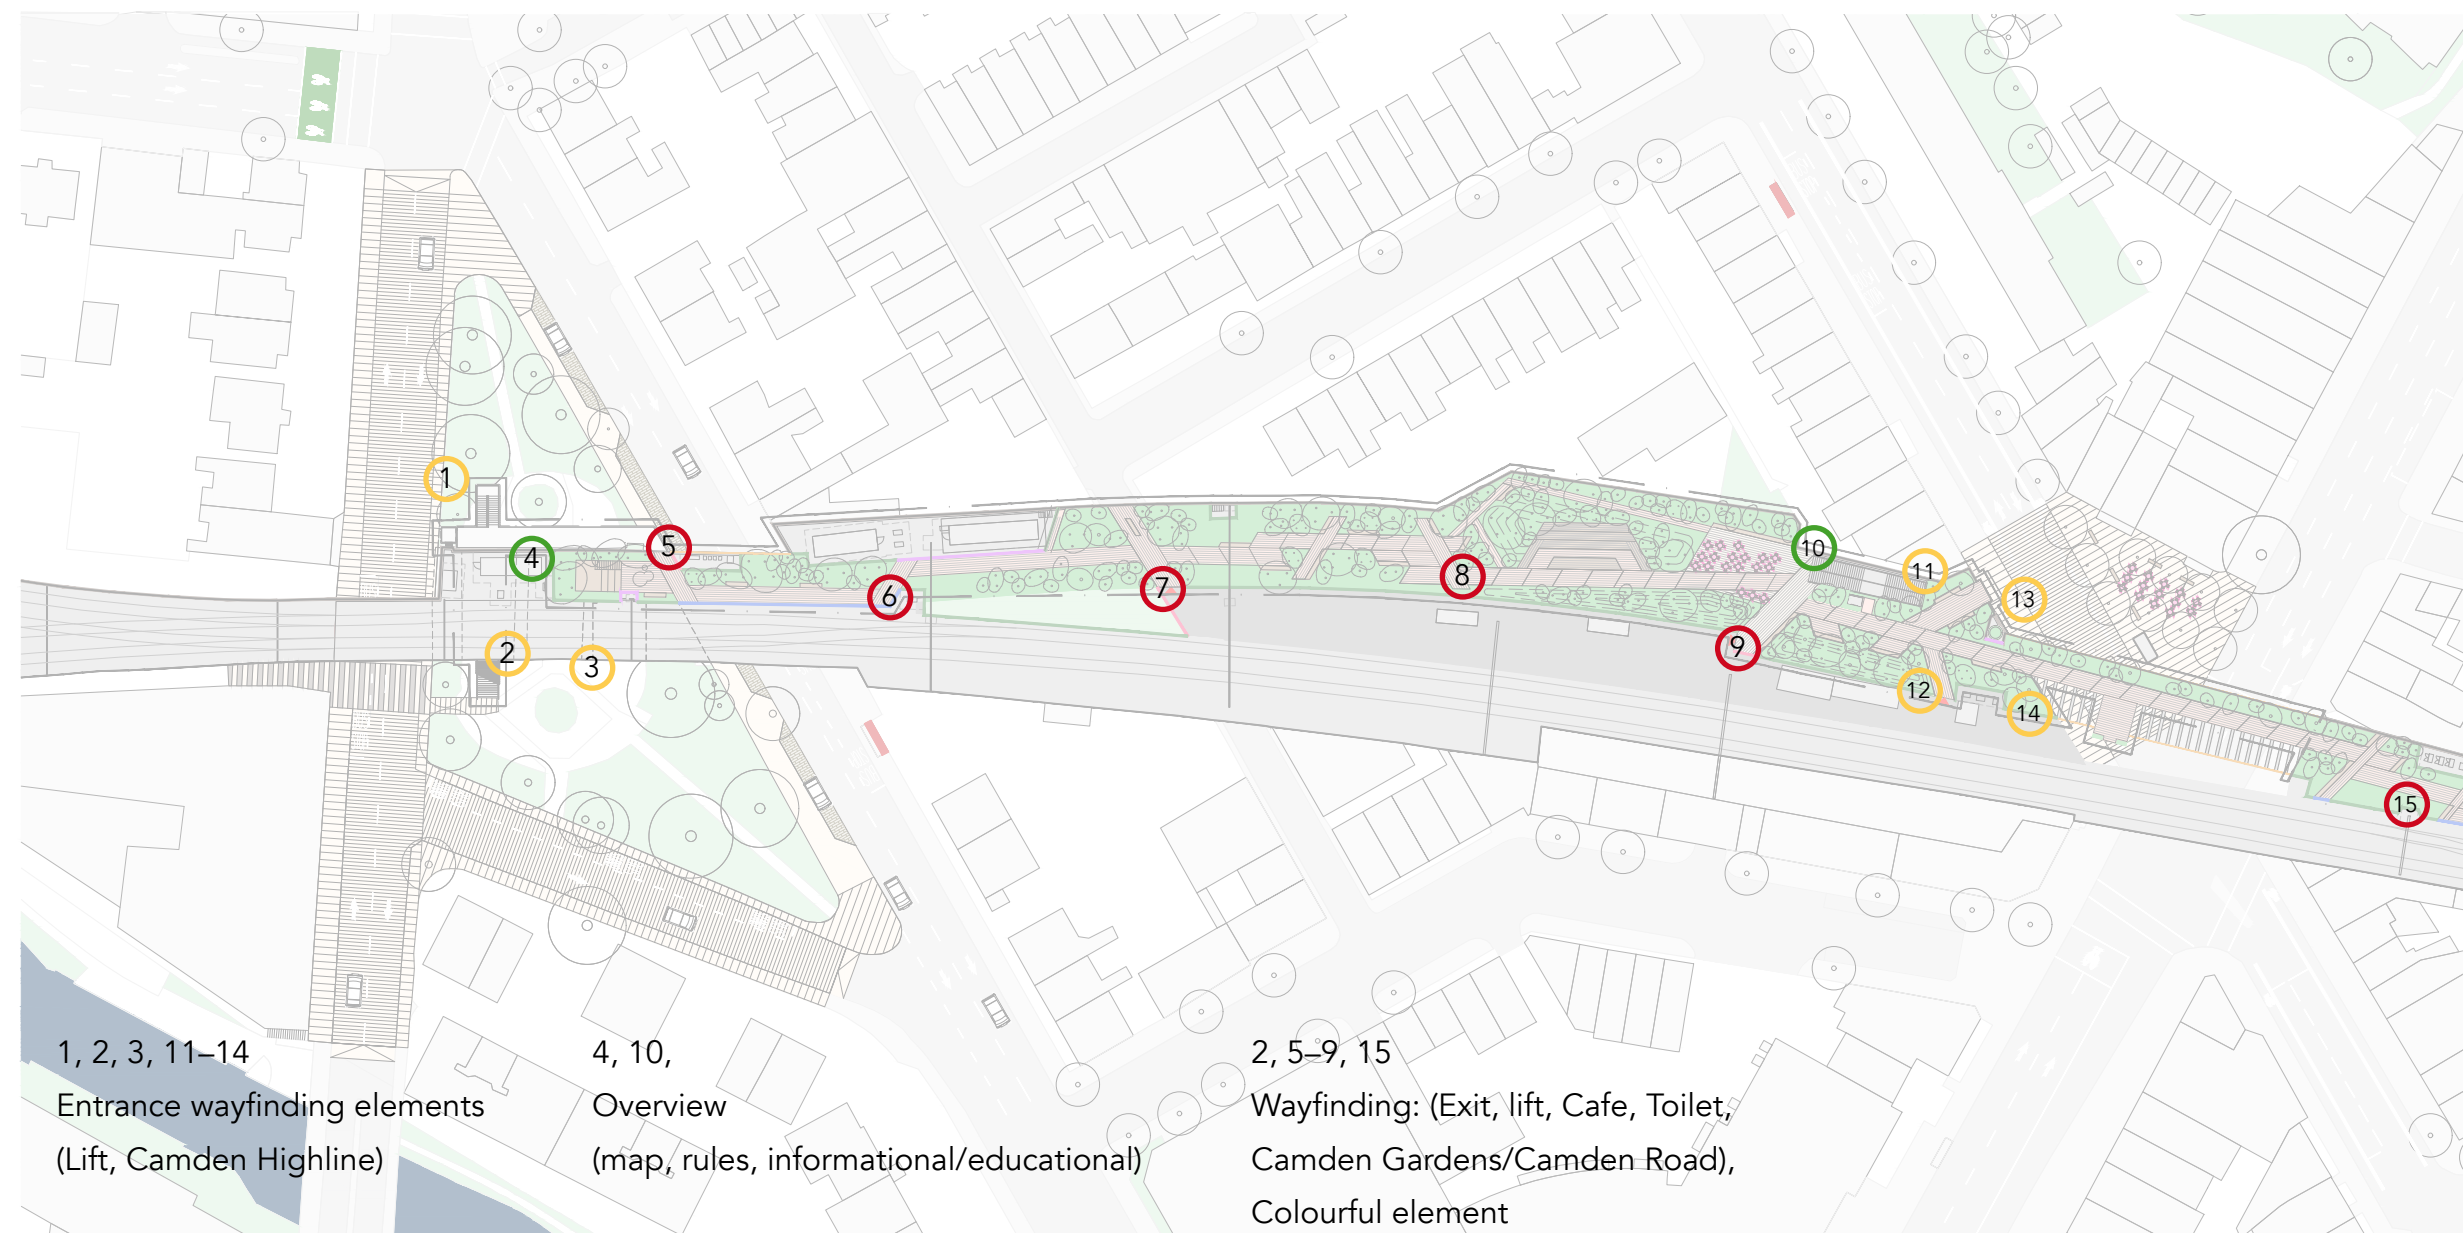 1
4
5
6
7
8
10
11
13
2
3
9
12
14
15
1, 2, 3, 11–14
Entrance wayfinding elements
(Lift, Camden Highline)
4, 10,
Overview
(map, rules, informational/educational)
2, 5–9, 15
Wayfinding: (Exit, lift, Cafe, Toilet,
Camden Gardens/Camden Road),
Colourful element